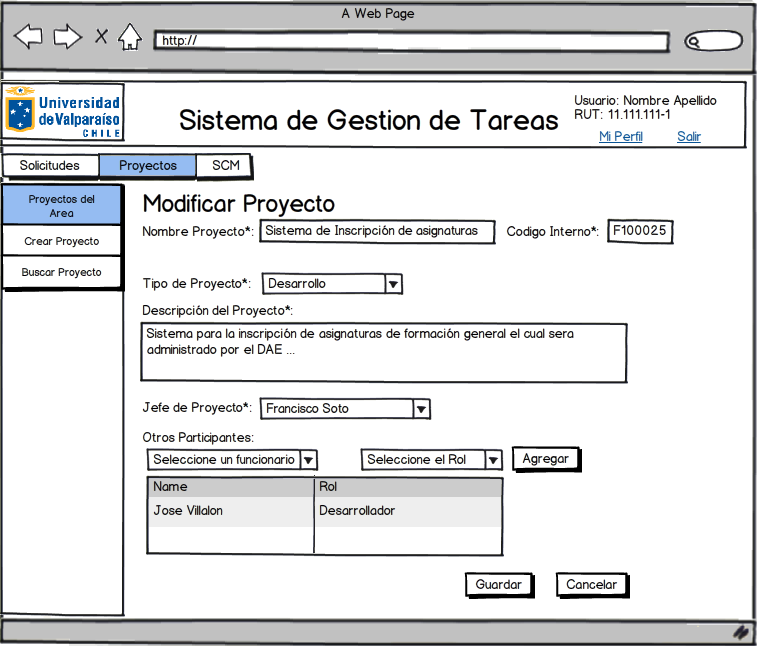 A Web Page
http://
Universidad
de Valparaíso
CHILE
Sistema de Gestion de Tareas
Usuario: Nombre Apellido
RUT: 11.111.111-1
Mi Perfil Salir
Solicitudes Proyectos SCM
Proyectos del
Area
Crear Proyecto
Buscar Proyecto
Modificar Proyecto
Nombre Proyecto*: Sistema de Inscripción de asignaturas Codigo Interno*: F100025
Tipo de Proyecto*: Desarrollo
Descripción del Proyecto*:
Sistema para la inscripción de asignaturas de formación general el cual sera
administrado por el DAE ...
Jefe de Proyecto*: Francisco Soto
Otros Participantes:
Seleccione un funcionario Seleccione el Rol Agregar
Name Rol
Jose Villalon Desarrollador
Guardar Cancelar